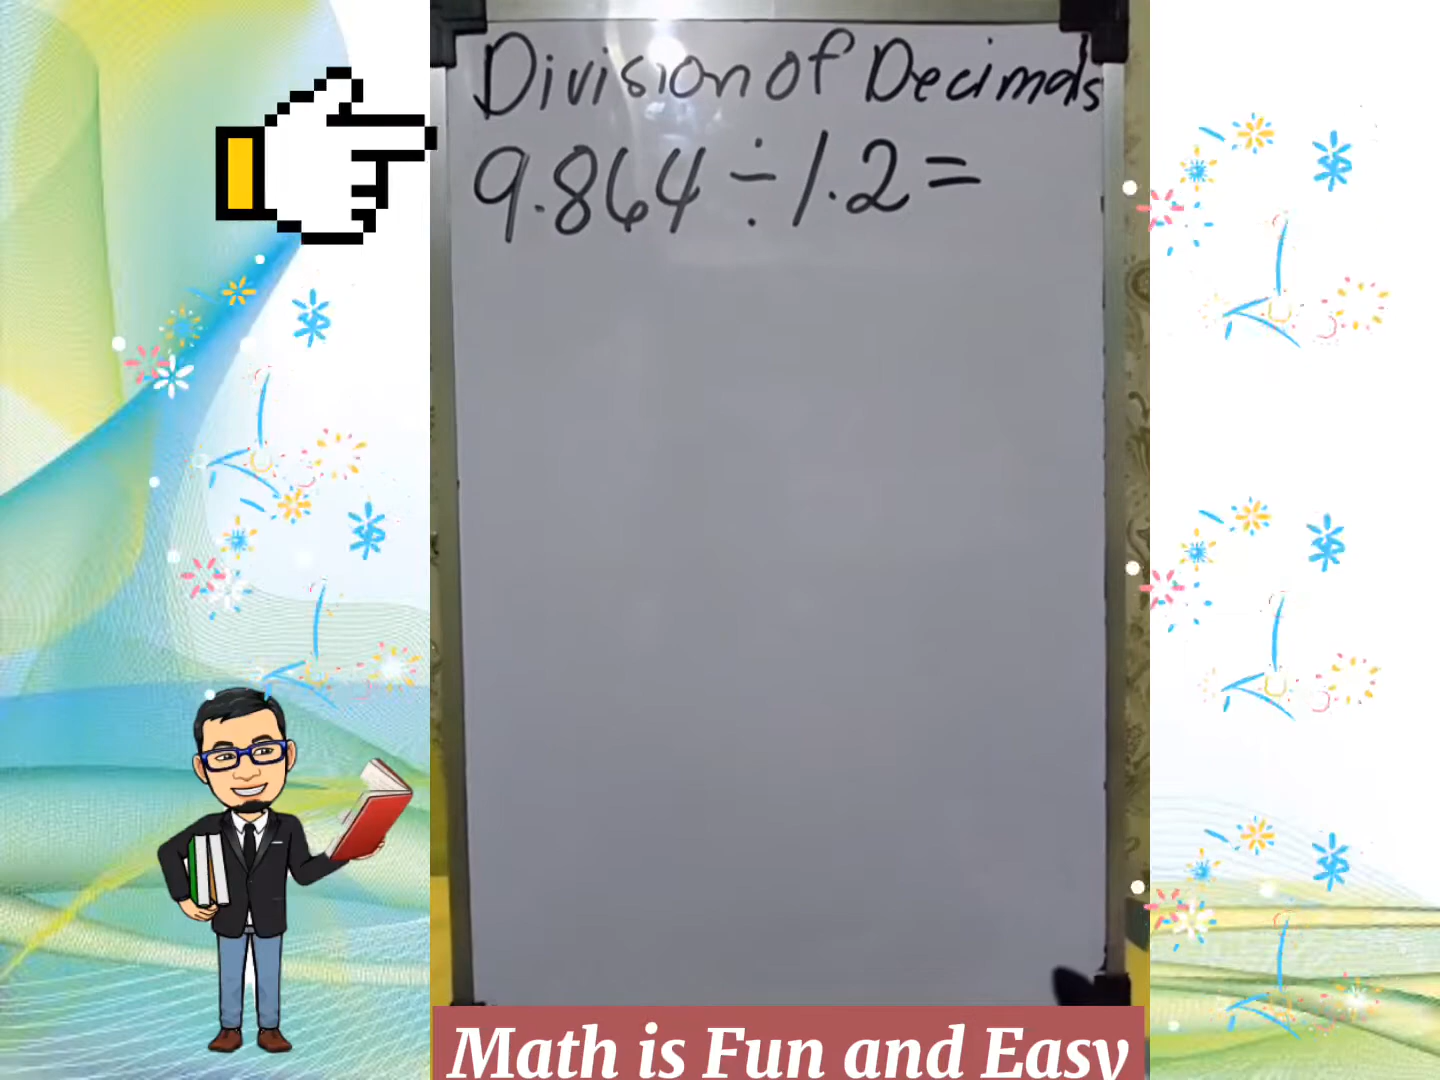 Division of Decimals
9.864 ÷ 1.2 =
Math is Fun and Easy